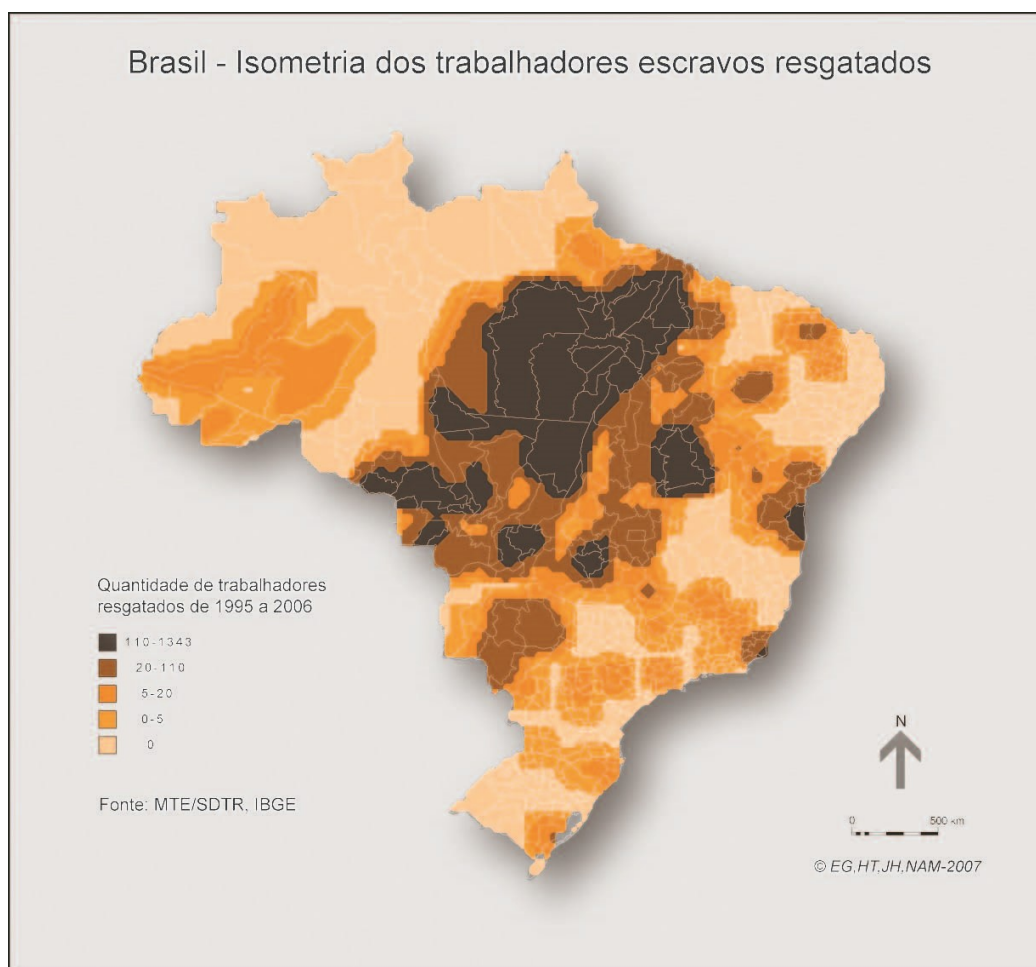 Brasil - Isometria dos trabalhadores escravos resgatados
Quantidade de trabalhadores
resgatados de 1995 a 2006
110-1343
20-110
5-20
0-5
0
Fonte: MTE/SDTR, IBGE
N
0 500 km
© EG,HT,JH,NAM-2007